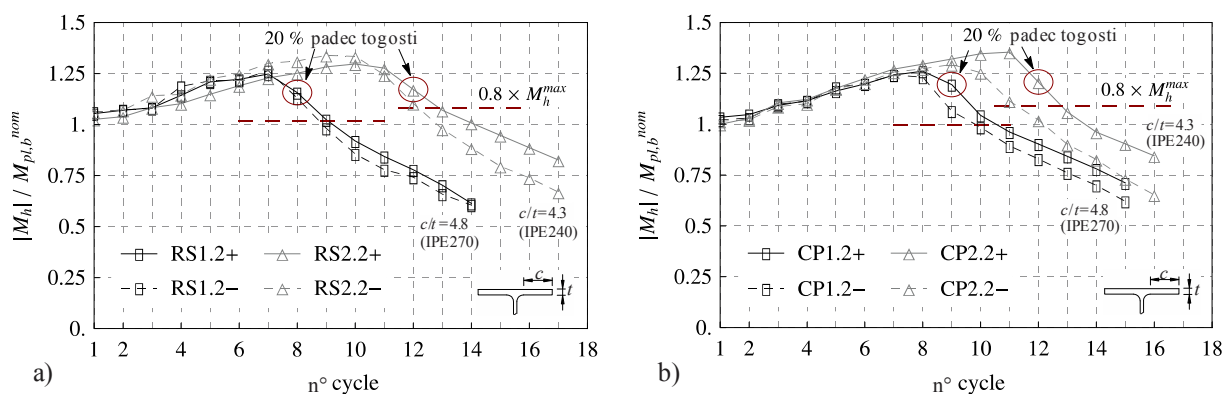 1.5
1.25
1.
0.75
0.5
0.25
0.
|M_h| / M_{pl,b}^{nom}
20 % padec togosti
0.8 × M_h^{max}
c/t=4.8
(IPE270)
c/t=4.3
(IPE240)
RS1.2+
RS2.2+
RS1.2−
RS2.2−
c
t
1 2 4 6 8 10 12 14 16 18
a)
n° cycle
1.5
1.25
1.
0.75
0.5
0.25
0.
|M_h| / M_{pl,b}^{nom}
20 % padec togosti
0.8 × M_h^{max}
c/t=4.3
(IPE240)
c/t=4.8
(IPE270)
CP1.2+
CP2.2+
CP1.2-
CP2.2-
c
t
1 2 4 6 8 10 12 14 16 18
b)
n° cycle